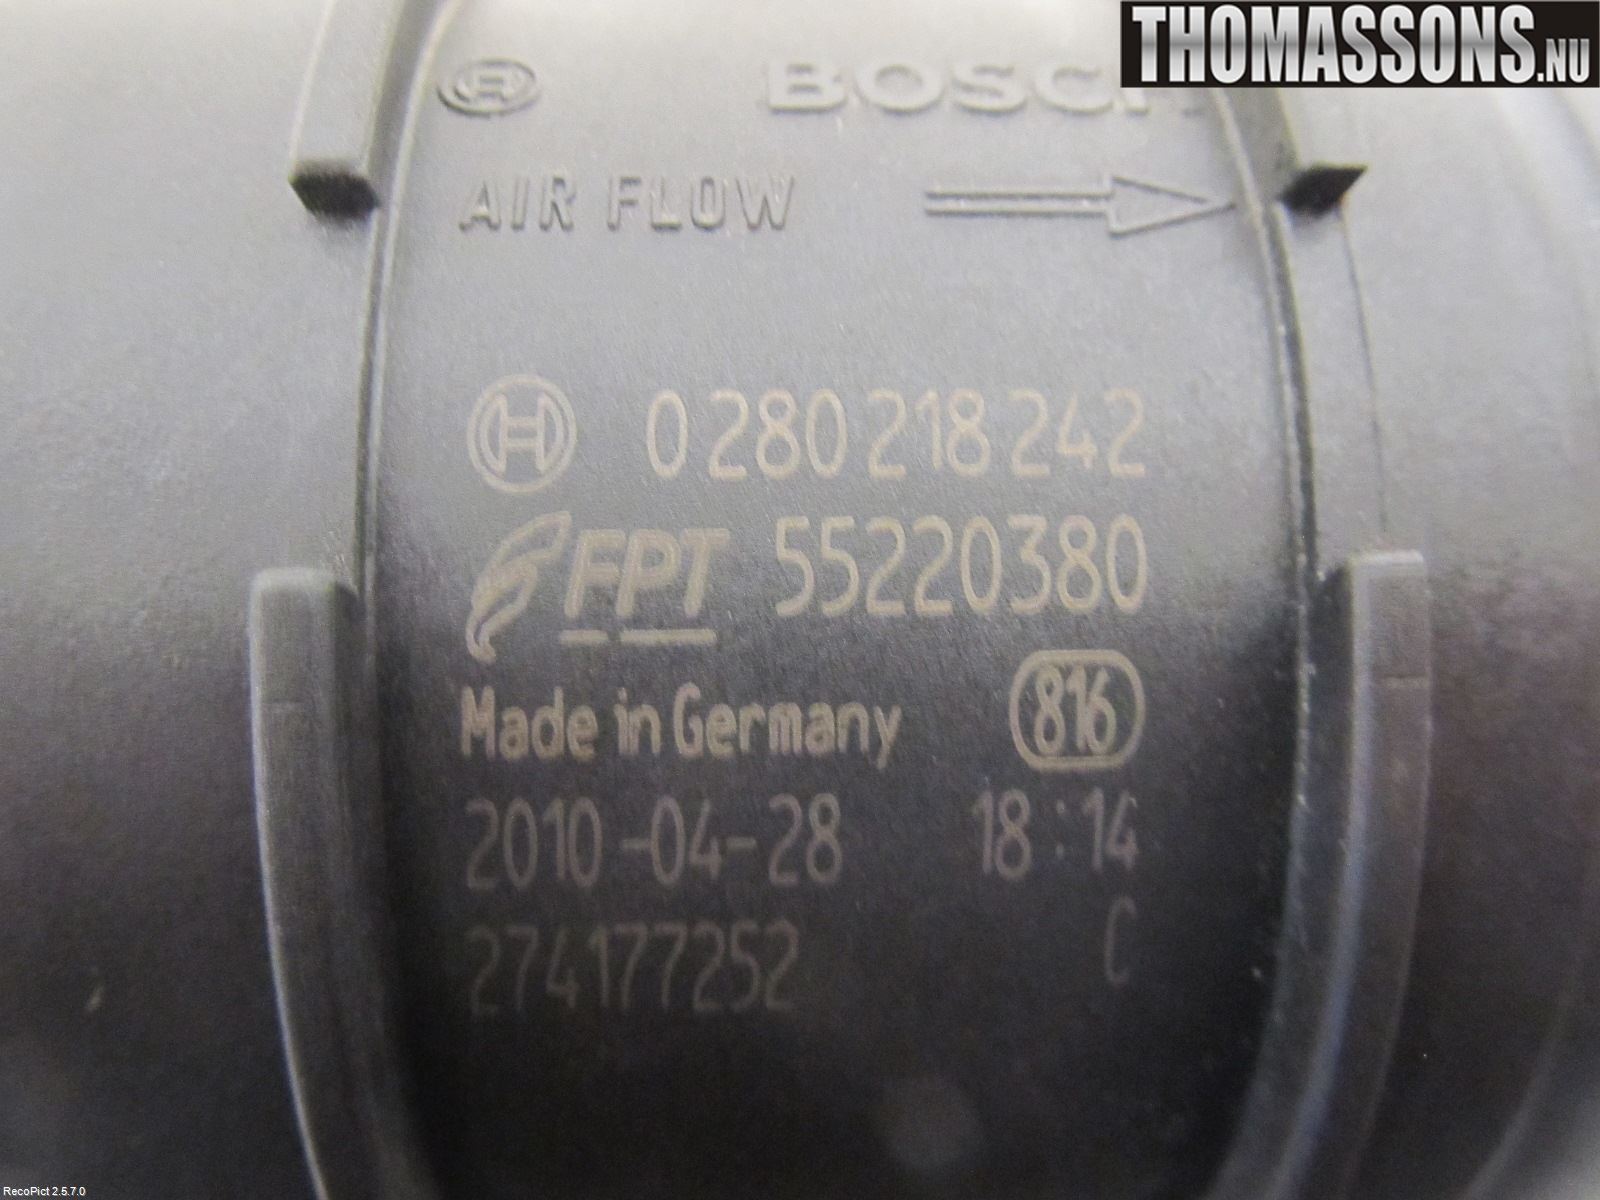 THOMASSONS.NU
BOSCH
AIR FLOW
0 280 218 242
FPT 55220380
Made in Germany 816
2010-04-28 18:14
274177252 C
RecoPict 2.5.7.0